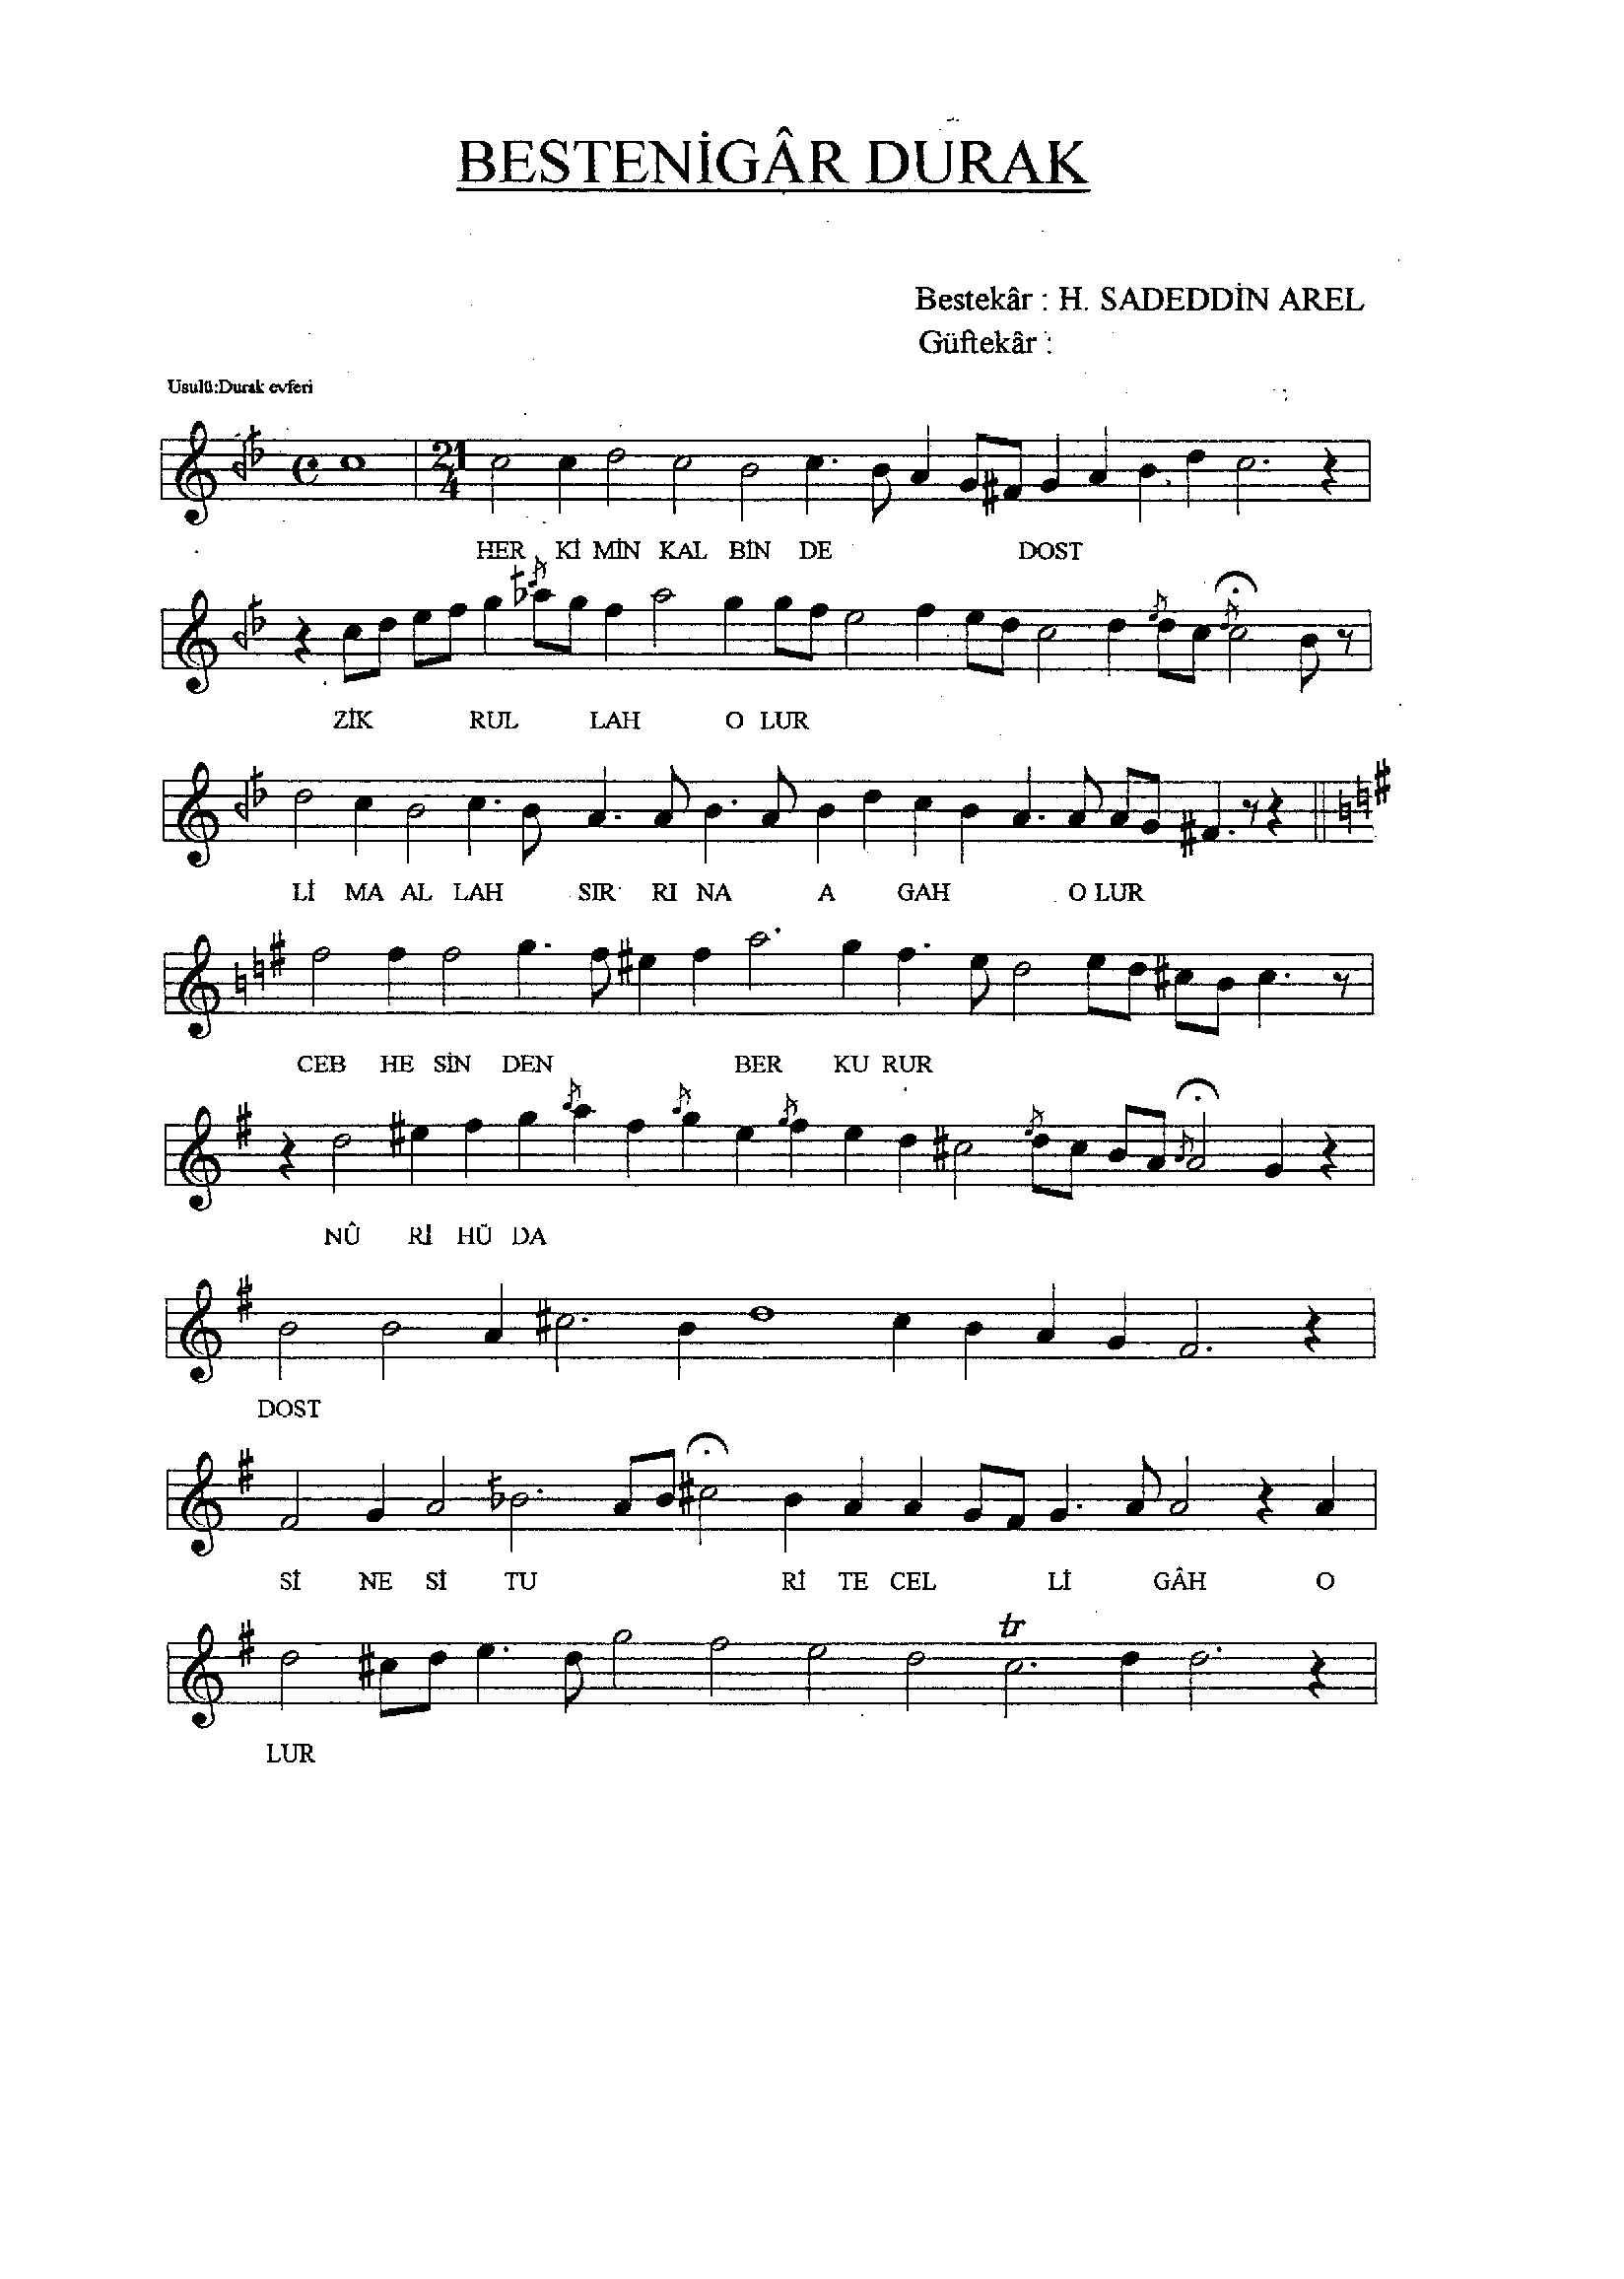 BESTENİGÂR DURAK
Bestekâr : H. SADEDDİN AREL
Güftekâr :
Usulü:Durak evferi
21
4
HER Kİ MİN KAL BİN DE DOST
ZİK RUL LAH O LUR
Lİ MA AL LAH SIR RI NA A GAH O LUR
CEB HE SİN DEN BER KU RUR
NÛ Rİ HÜ DA
DOST
Sİ NE Sİ TU Rİ TE CEL Lİ GÂH O
tr
LUR